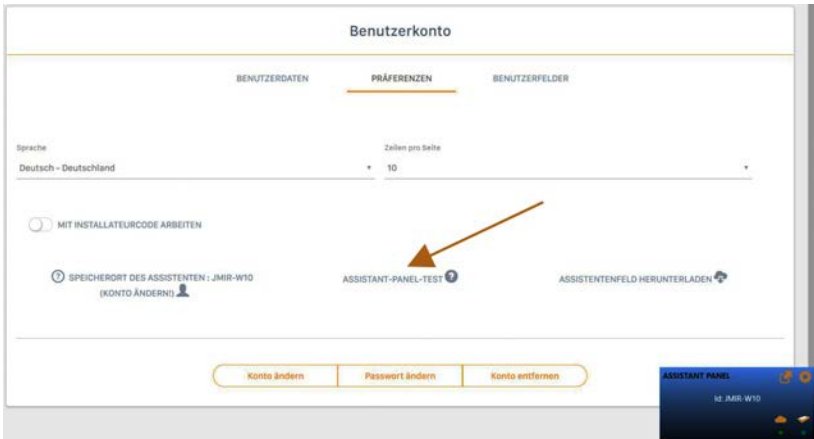 Benutzerkonto
BENUTZERDATEN PRÄFERENZEN BENUTZERFELDER
Sprache Zeilen pro Seite
Deutsch – Deutschland 10
MIT INSTALLATEURCODE ARBEITEN
SPEICHERORT DES ASSISTENTEN : JMIR-W10 ASSISTANT-PANEL-TEST ASSISTENTENFELD HERUNTERLADEN
(KONTO ÄNDERN!)
Konto ändern Passwort ändern Konto entfernen
ASSISTANT PANEL
Id: JMIR-W10